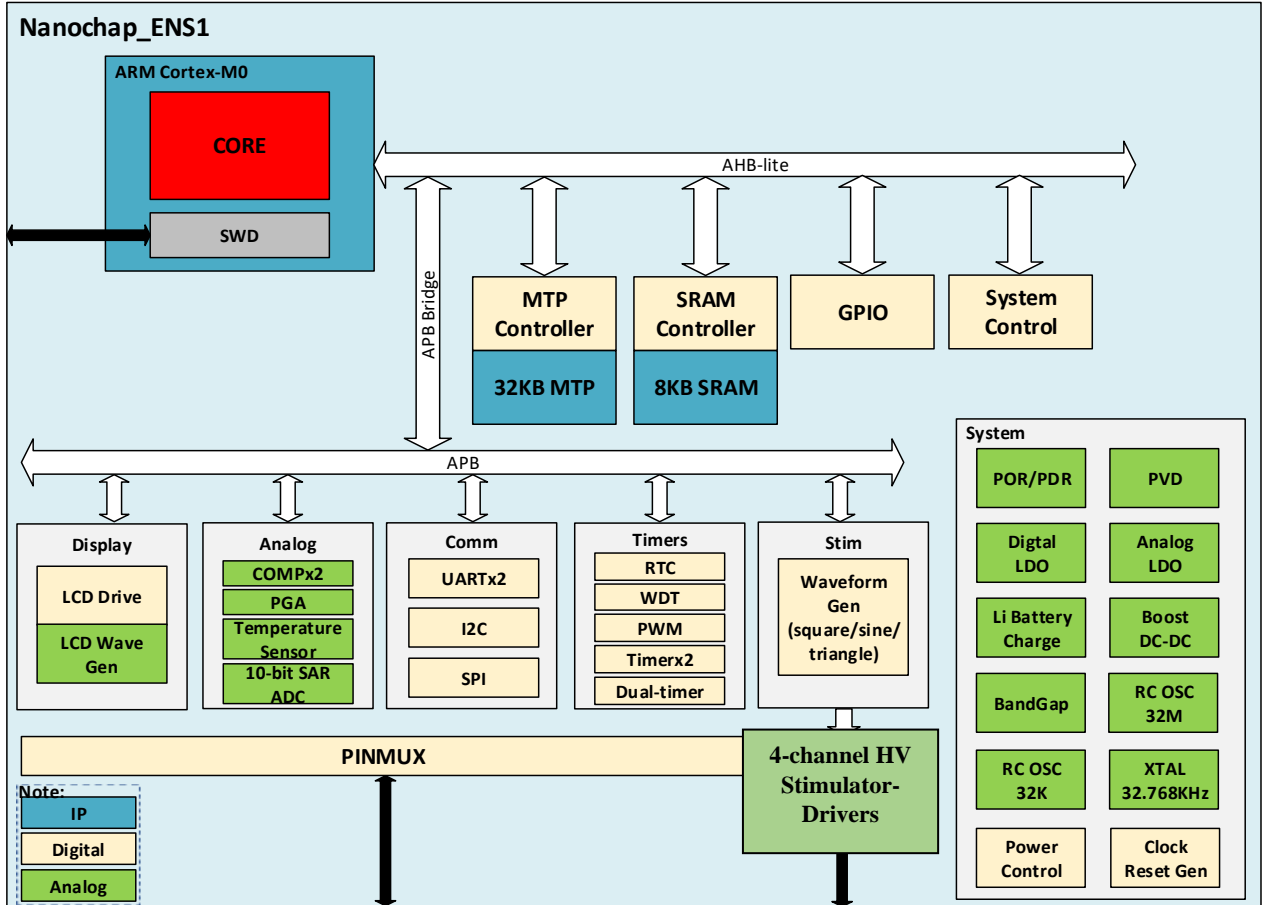 Nanochap_ENS1
ARM Cortex-M0
CORE
SWD
AHB-lite
APB Bridge
MTP
Controller
32KB MTP
SRAM
Controller
8KB SRAM
GPIO
System
Control
APB
Display
LCD Drive
LCD Wave
Gen
Analog
COMPx2
PGA
Temperature
Sensor
10-bit SAR
ADC
Comm
UARTx2
I2C
SPI
Timers
RTC
WDT
PWM
Timerx2
Dual-timer
Stim
Waveform
Gen
(square/sine/
triangle)
System
POR/PDR
PVD
Digtal
LDO
Analog
LDO
Li Battery
Charge
Boost
DC-DC
BandGap
RC OSC
32M
RC OSC
32K
XTAL
32.768KHz
Power
Control
Clock
Reset Gen
PINMUX
4-channel HV
Stimulator-
Drivers
Note:
IP
Digital
Analog